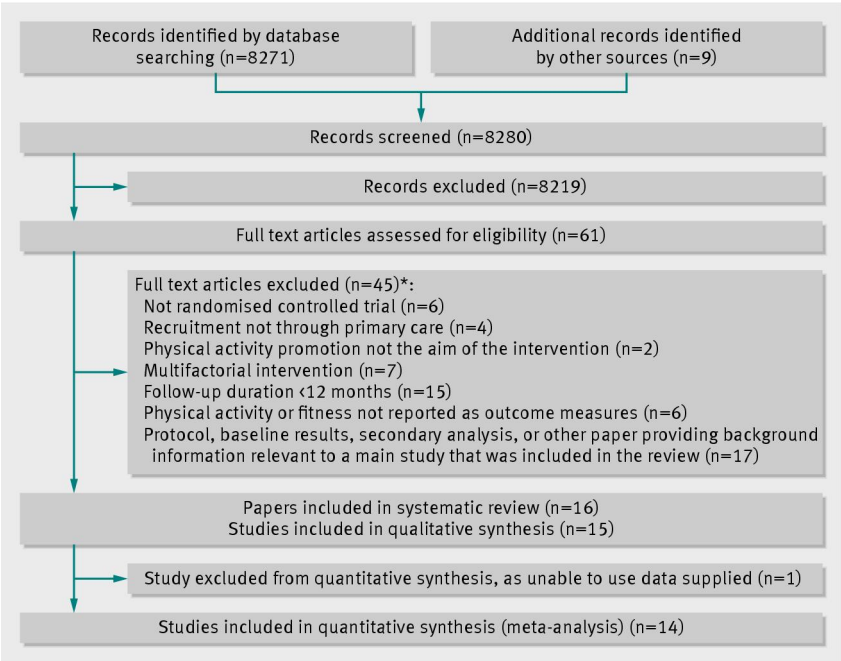 Records identified by database
searching (n=8271)
Additional records identified
by other sources (n=9)
Records screened (n=8280)
Records excluded (n=8219)
Full text articles assessed for eligibility (n=61)
Full text articles excluded (n=45)*:
Not randomised controlled trial (n=6)
Recruitment not through primary care (n=4)
Physical activity promotion not the aim of the intervention (n=2)
Multifactorial intervention (n=7)
Follow-up duration <12 months (n=15)
Physical activity or fitness not reported as outcome measures (n=6)
Protocol, baseline results, secondary analysis, or other paper providing background
information relevant to a main study that was included in the review (n=17)
Papers included in systematic review (n=16)
Studies included in qualitative synthesis (n=15)
Study excluded from quantitative synthesis, as unable to use data supplied (n=1)
Studies included in quantitative synthesis (meta-analysis) (n=14)